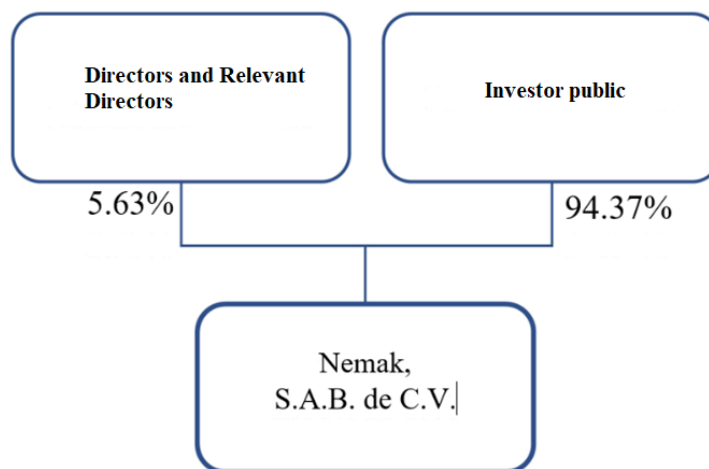 Directors and Relevant
Directors
Investor public
5.63%
94.37%
Nemak,
S.A.B. de C.V.